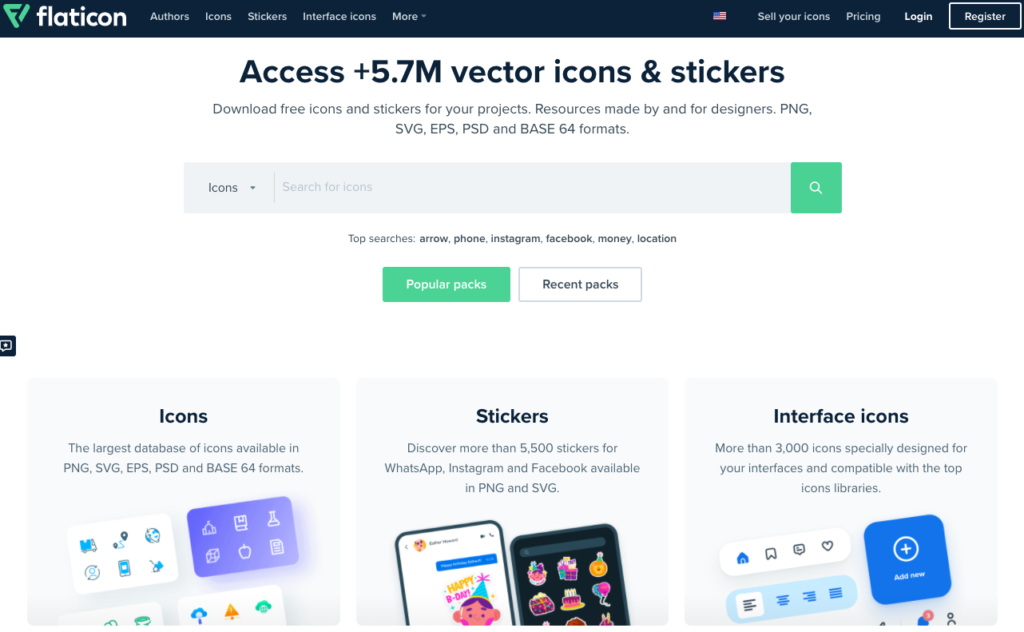 flaticon
Authors
Icons
Stickers
Interface icons
More
Sell your icons
Pricing
Login
Register
Access +5.7M vector icons & stickers
Download free icons and stickers for your projects. Resources made by and for designers. PNG,
SVG, EPS, PSD and BASE 64 formats.
Icons
Search for icons
Top searches: arrow, phone, instagram, facebook, money, location
Popular packs
Recent packs
Icons
The largest database of icons available in
PNG, SVG, EPS, PSD and BASE 64 formats.
Stickers
Discover more than 5,500 stickers for
WhatsApp, Instagram and Facebook available
in PNG and SVG.
HAPPY
B-DAY!
Interface icons
More than 3,000 icons specially designed for
your interfaces and compatible with the top
icons libraries.
Add new
3